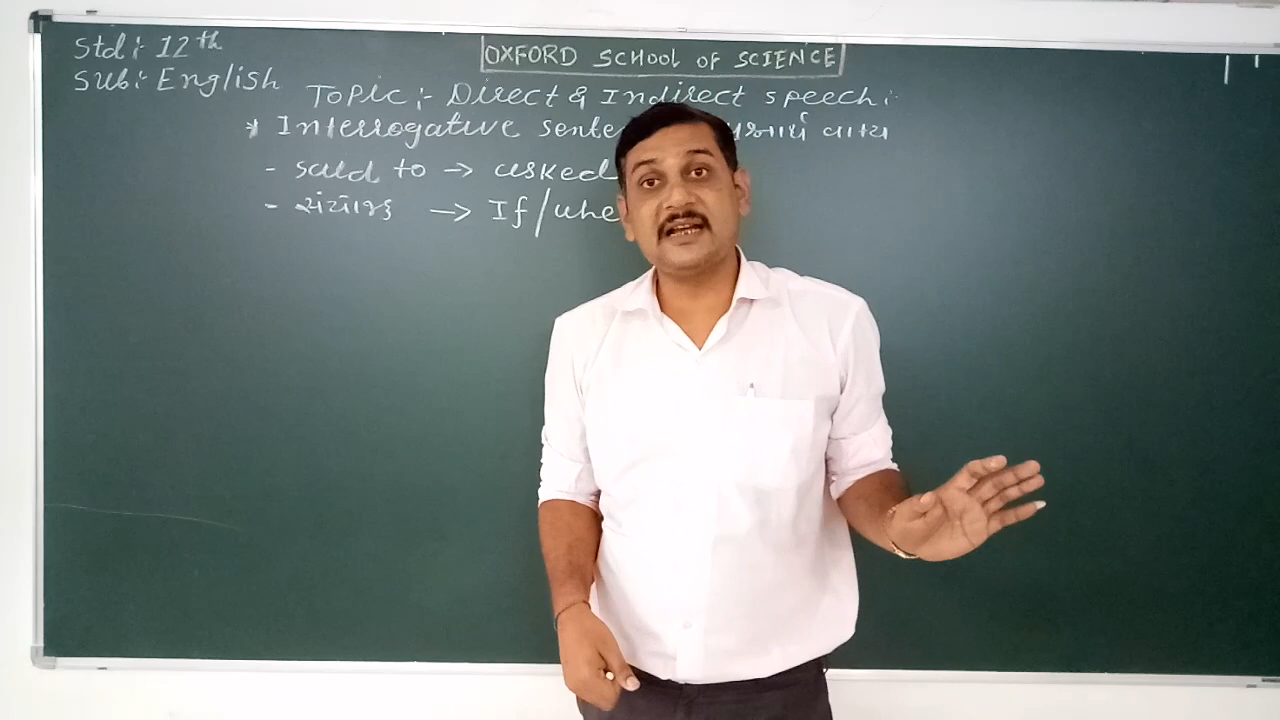 Std:- 12th
OXFORD SCHOOL OF SCIENCE
Sub:- English
Topic :- Direct & Indirect speech :-
* Interrogative sente વાક્ય
- said to → asked
- સંયોજક → If/whe